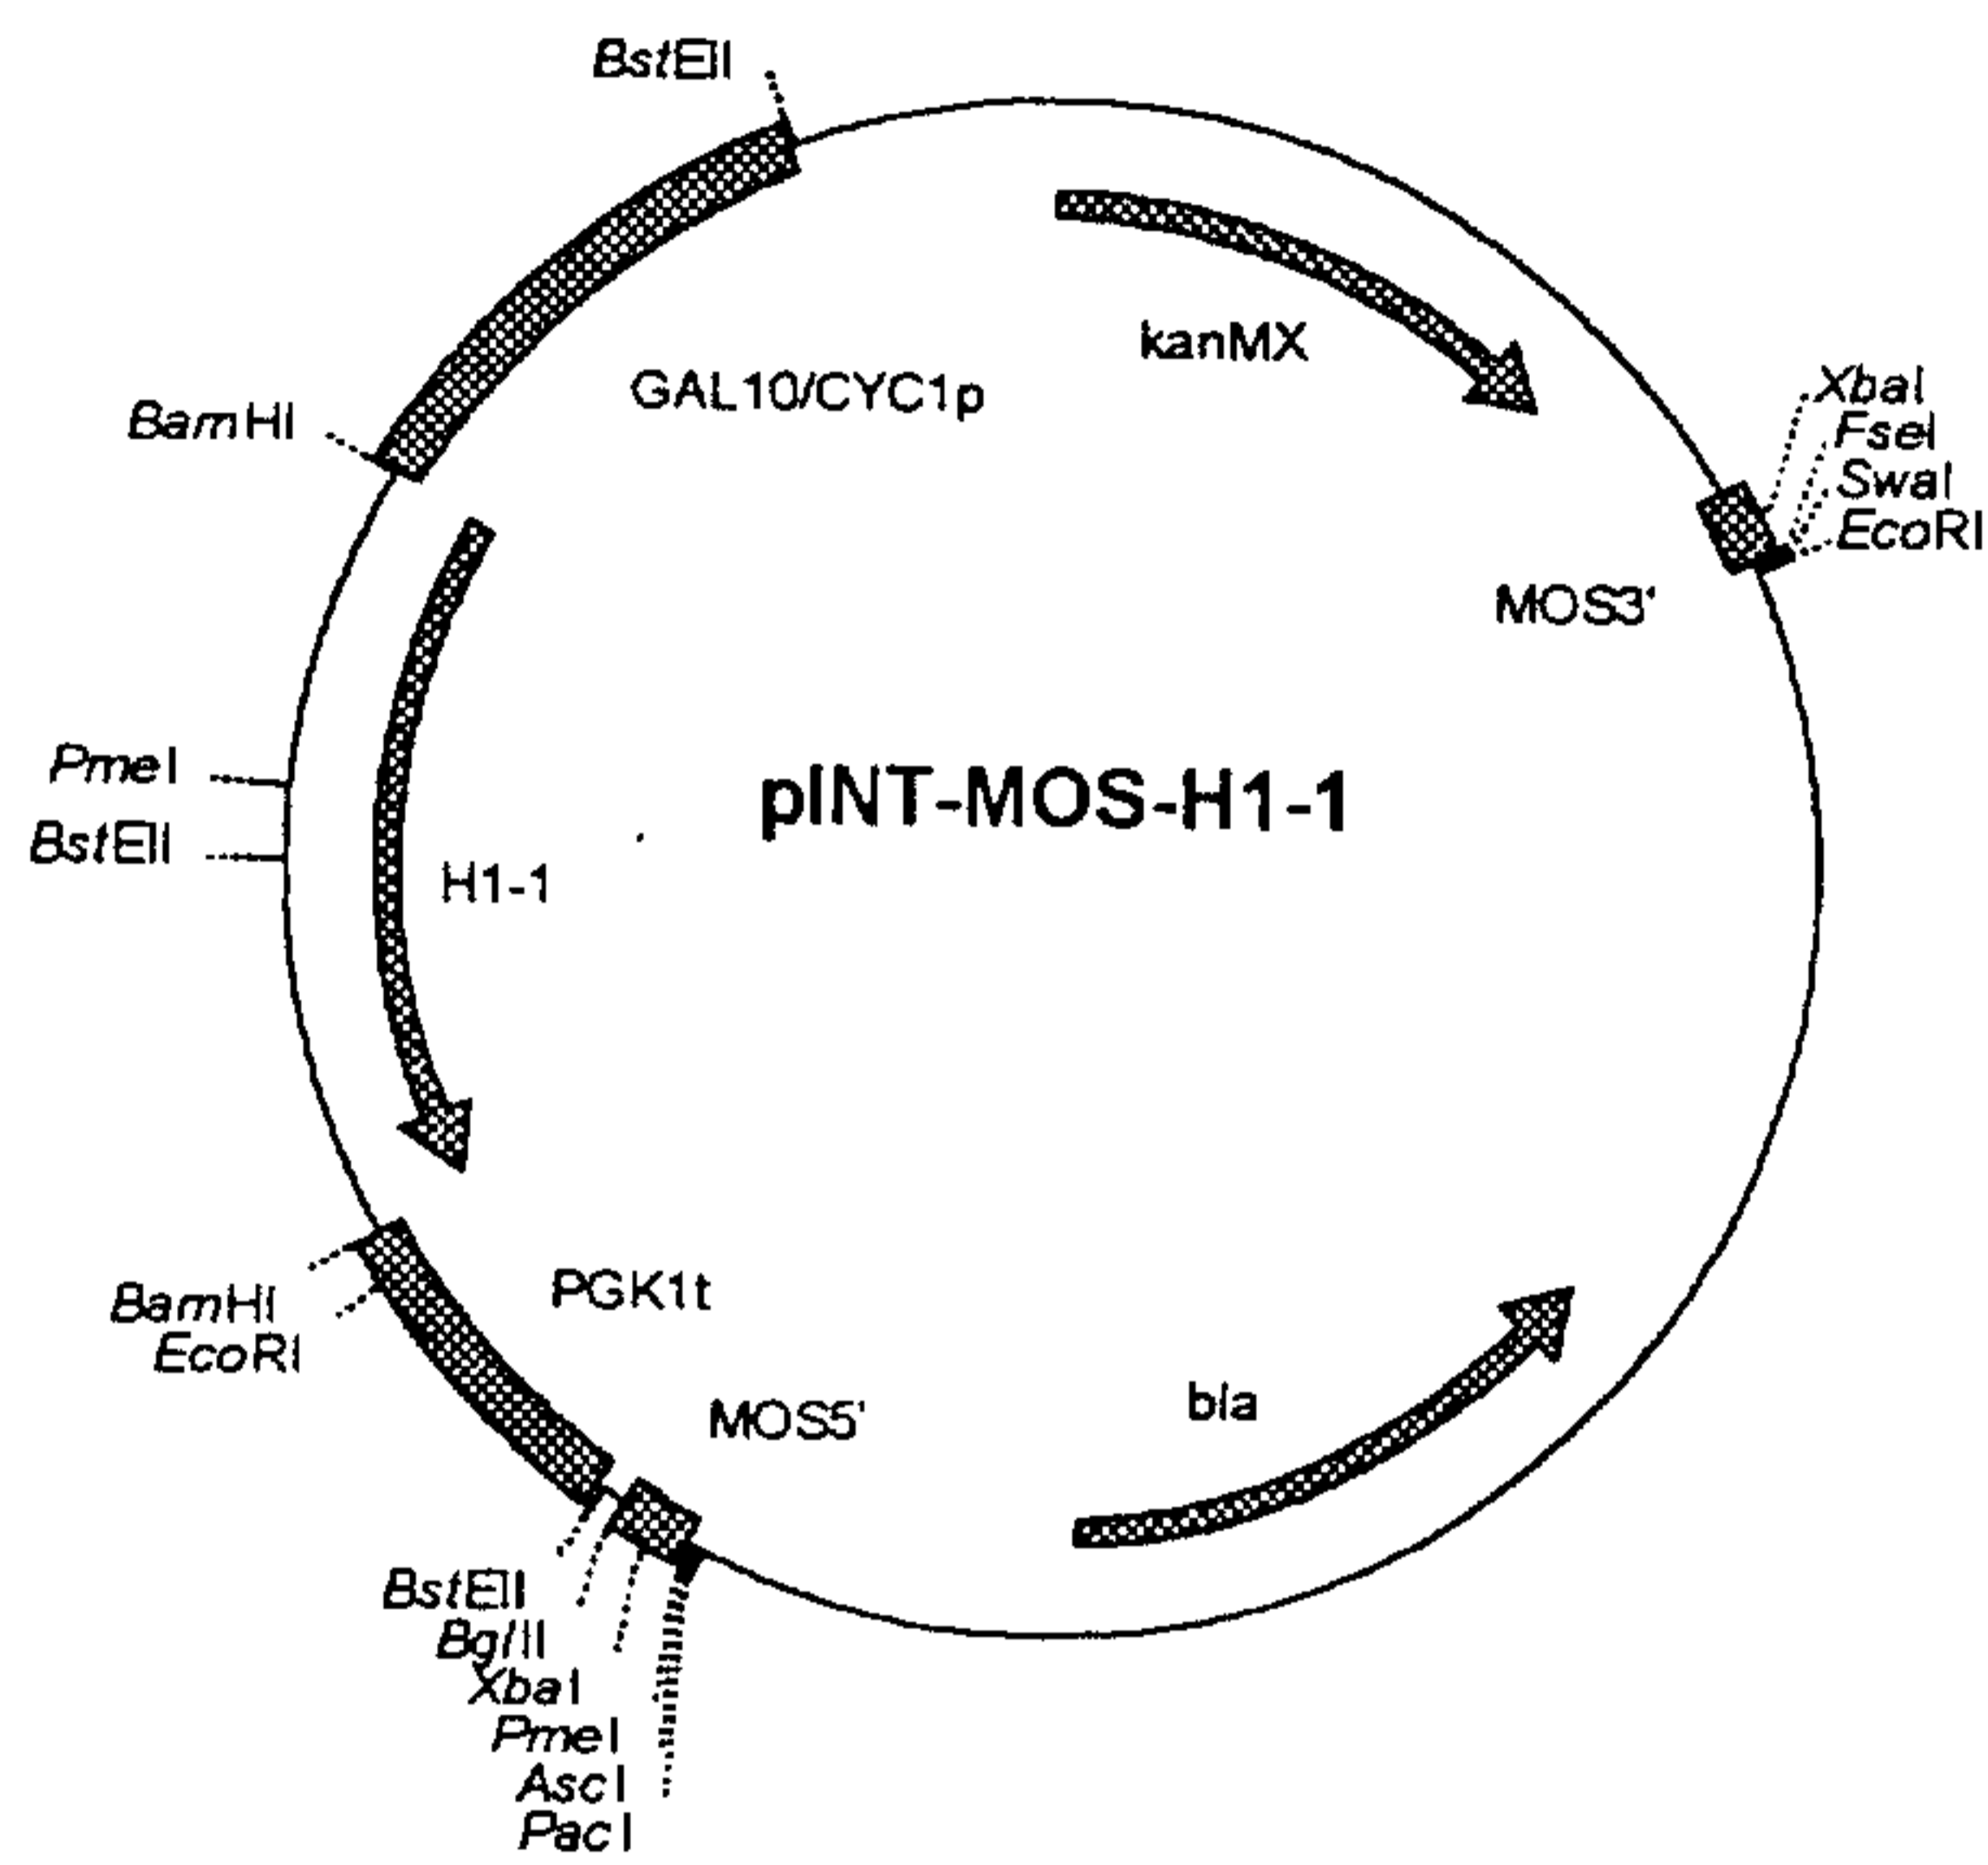 BstEII
kanMX
XbaI
FseI
SwaI
EcoRI
GAL10/CYC1p
BamHI
MOS3'
PmeI
pINT-MOS-H1-1
BstEII
H1-1
BamHI
EcoRI
PGK1t
MOS5'
bla
BstEII
BglII
XbaI
PmeI
AscI
PacI